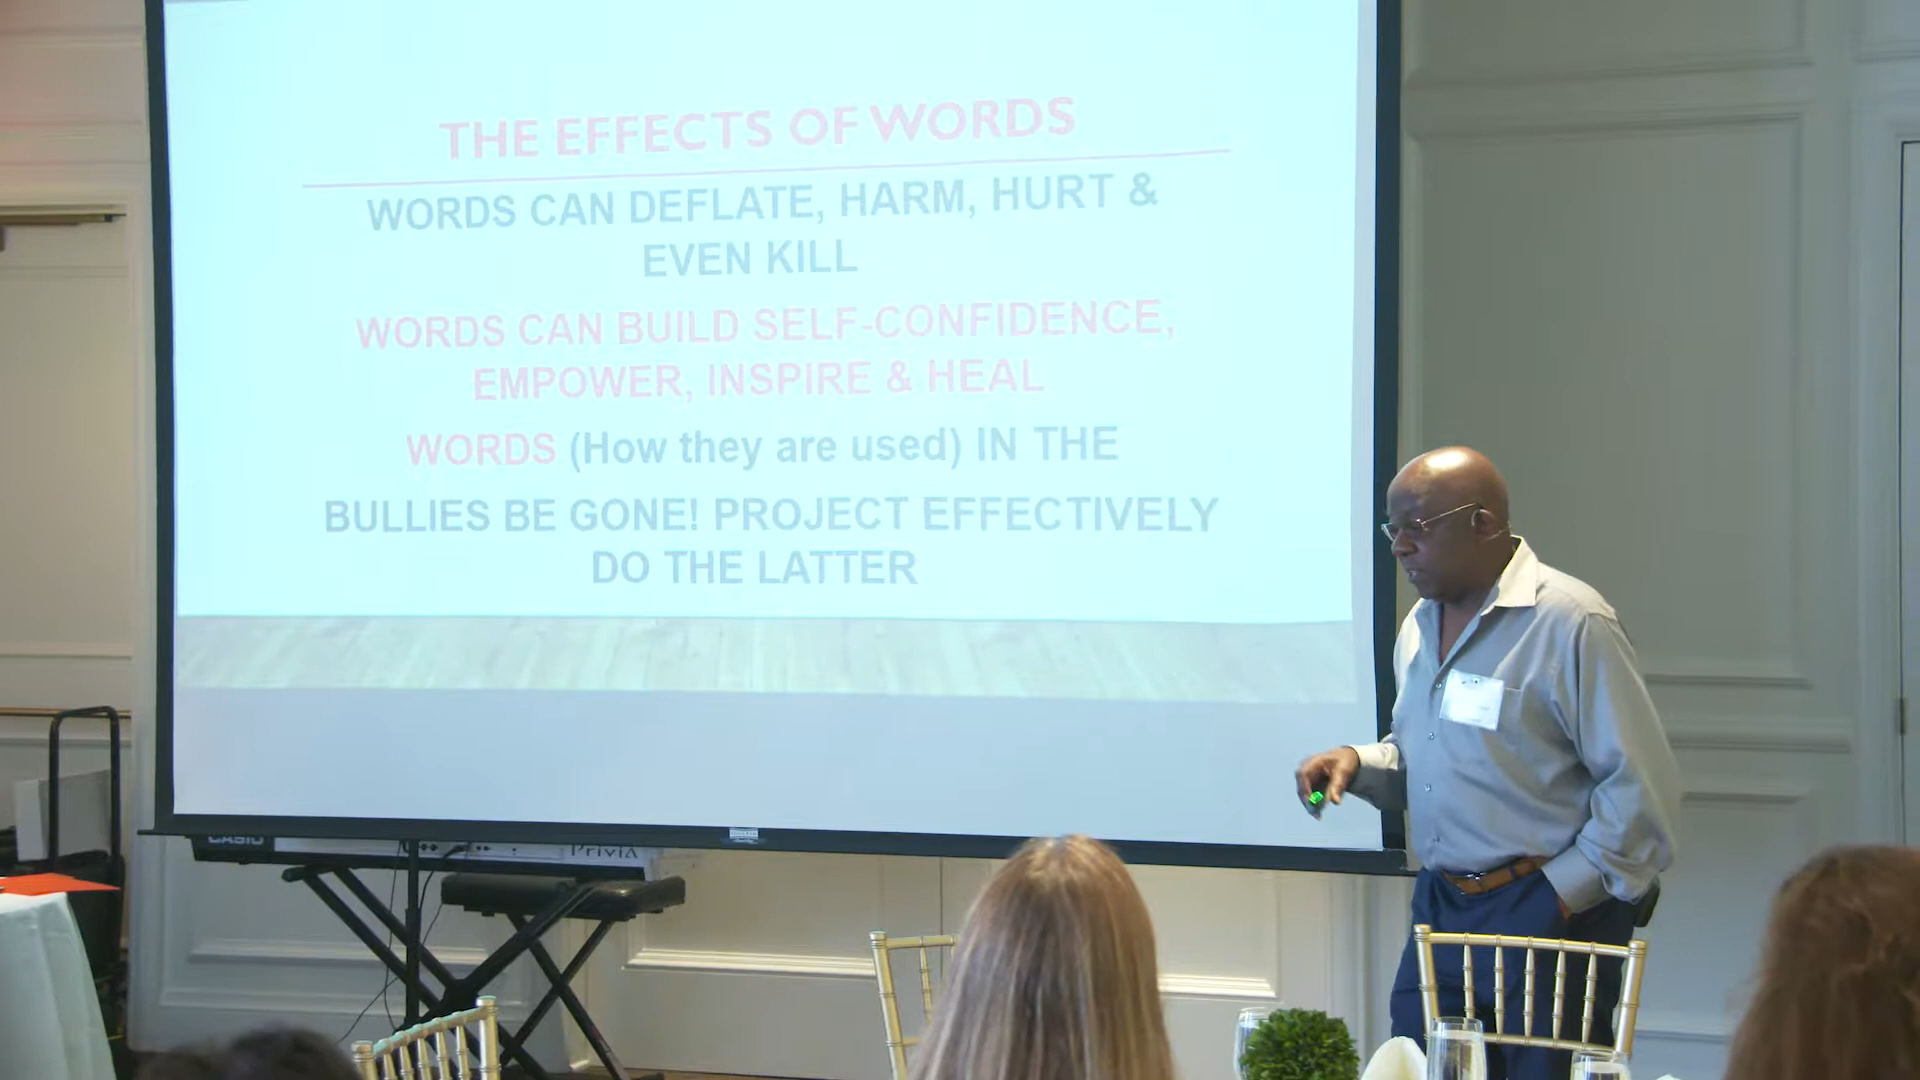 THE EFFECTS OF WORDS
WORDS CAN DEFLATE, HARM, HURT &
EVEN KILL
WORDS CAN BUILD SELF-CONFIDENCE,
EMPOWER, INSPIRE & HEAL
WORDS (How they are used) IN THE
BULLIES BE GONE! PROJECT EFFECTIVELY
DO THE LATTER
CASIO
Privia